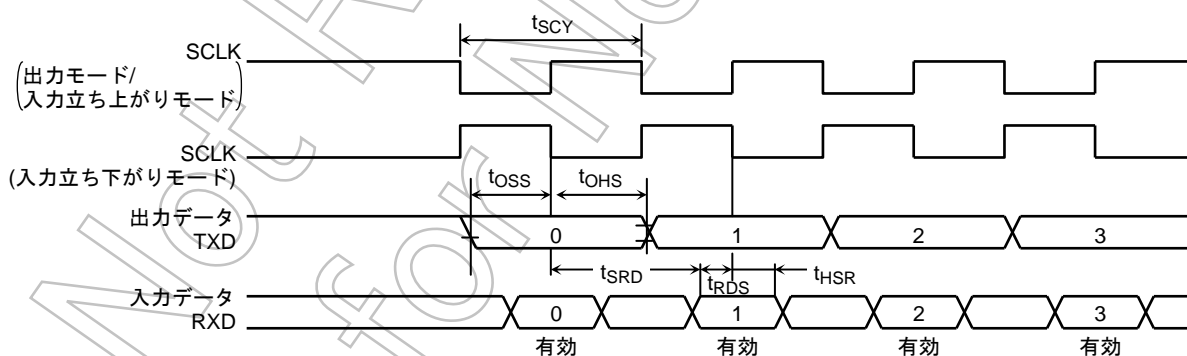 tSCY
SCLK
(出力モード/
入力立ち上がりモード)
SCLK
(入力立ち下がりモード)
tOSS
tOHS
出力データ
TXD
0
1
2
3
tSRD
tRDS
tHSR
入力データ
RXD
0
1
2
3
有効
有効
有効
有効
Not R
for No